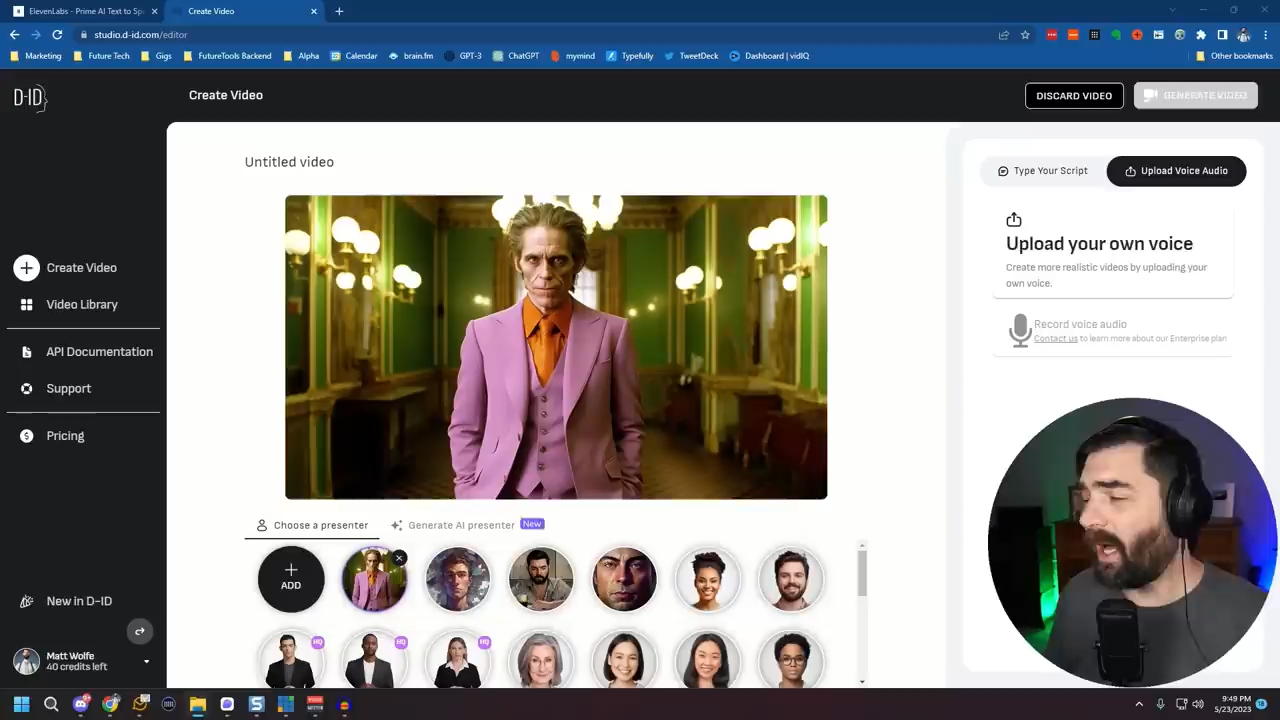 ElevenLabs - Prime AI Text to Sp
Create Video
studio.d-id.com/editor
Marketing
Future Tech
Gigs
FutureTools Backend
Alpha
Calendar
brain.fm
GPT-3
ChatGPT
mymind
Typefully
TweetDeck
Dashboard | vidIQ
Other bookmarks
D-ID
Create Video
DISCARD VIDEO
GENERATE VIDEO
Untitled video
Type Your Script
Upload Voice Audio
Upload your own voice
Create more realistic videos by uploading your
own voice.
Record voice audio
Contact us to learn more about our Enterprise plan
Create Video
Video Library
API Documentation
Support
Pricing
Choose a presenter
Generate AI presenter
New
ADD
HQ
HQ
HQ
New in D-ID
Matt Wolfe
40 credits left
9:49 PM
5/23/2023